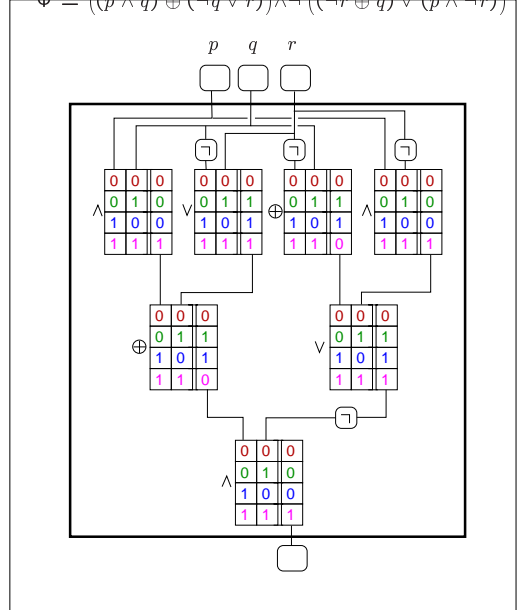 Ψ = ((p ∧ q) ⊕ (¬q ∨ r)) ∧ ¬((¬r ⊕ q) ∨ (p ∧ ¬r))
p q r
¬ ¬ ¬
0 0 0 0 0 0 0 0 0 0 0 0
0 1 0 0 1 1 0 1 1 0 1 0
∧ ∨ ⊕ ∧
1 0 0 1 0 1 1 0 1 1 0 0
1 1 1 1 1 1 1 1 0 1 1 1
0 0 0 0 0 0
0 1 1 0 1 1
⊕ ∨
1 0 1 1 0 1
1 1 0 1 1 1
¬
0 0 0
0 1 0
∧
1 0 0
1 1 1